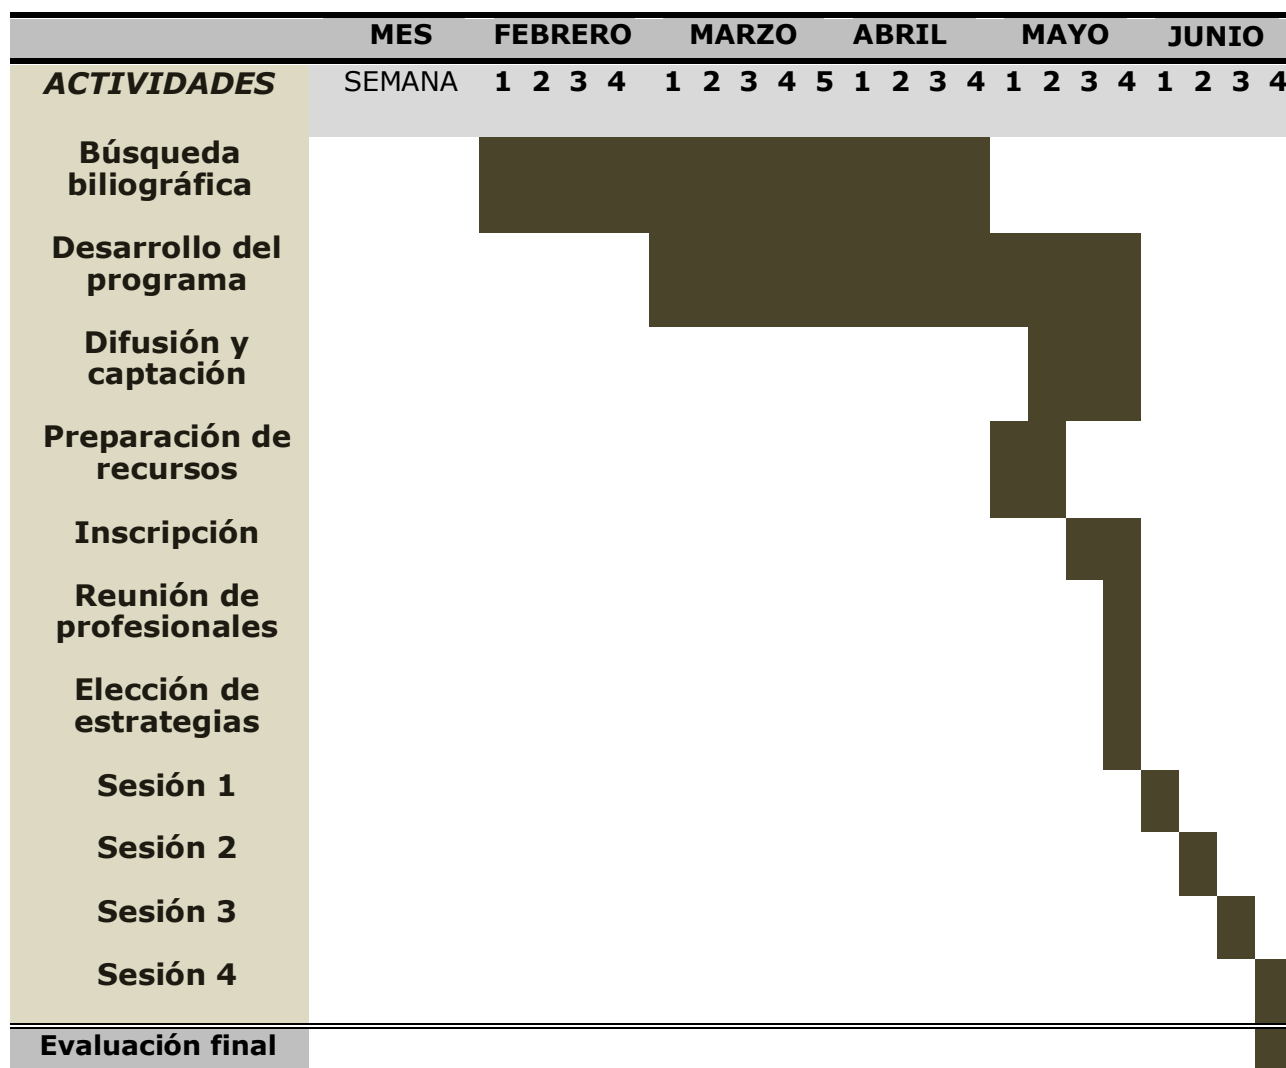 MES FEBRERO MARZO ABRIL MAYO JUNIO
ACTIVIDADES SEMANA 1 2 3 4 1 2 3 4 5 1 2 3 4 1 2 3 4 1 2 3 4
Búsqueda
biliográfica
Desarrollo del
programa
Difusión y
captación
Preparación de
recursos
Inscripción
Reunión de
profesionales
Elección de
estrategias
Sesión 1
Sesión 2
Sesión 3
Sesión 4
Evaluación final